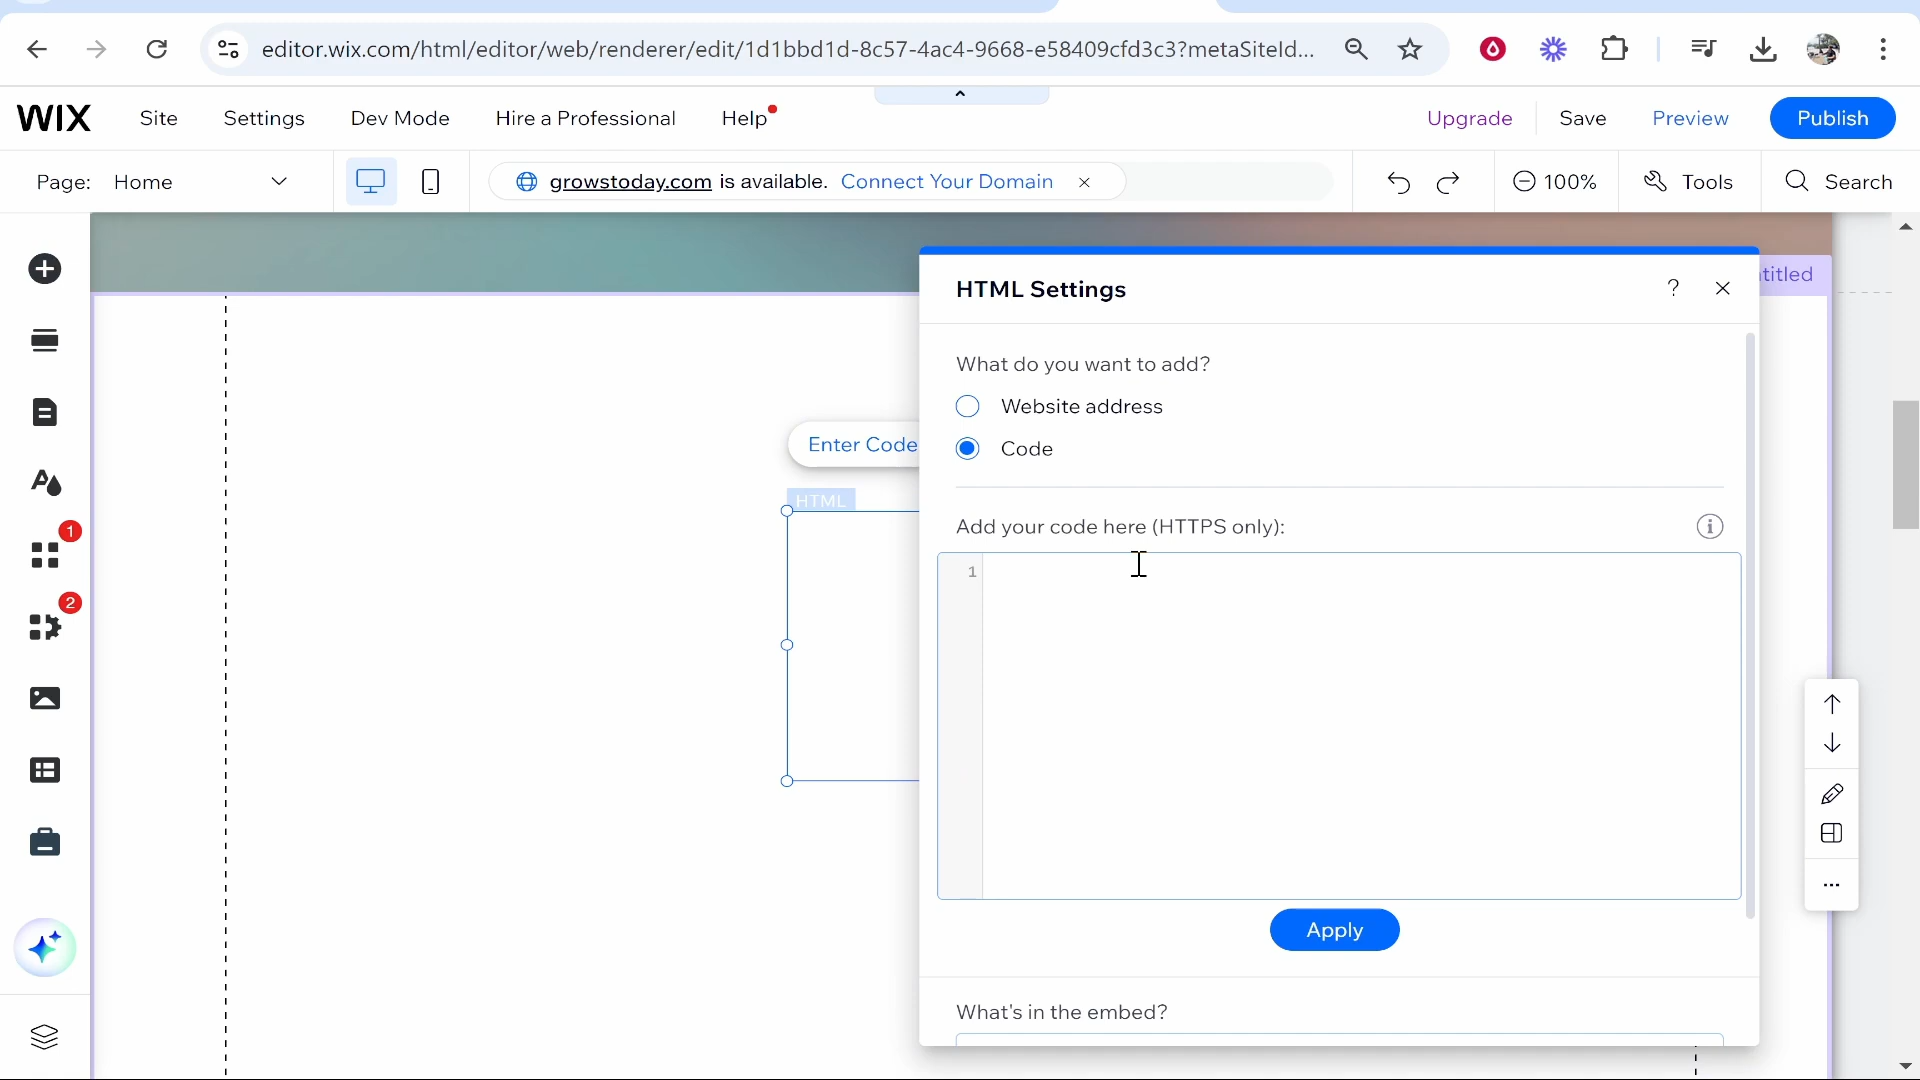 editor.wix.com/html/editor/web/renderer/edit/1d1bbd1d-8c57-4ac4-9668-e58409cfd3c3?metaSiteId...
WIX Site Settings Dev Mode Hire a Professional Help Upgrade Save Preview Publish
Page: Home growstoday.com is available. Connect Your Domain 100% Tools Search
ntitled
HTML Settings ?
What do you want to add?
Website address
Enter Code
Code
HTML
Add your code here (HTTPS only):
1
1
2
Apply
What's in the embed?